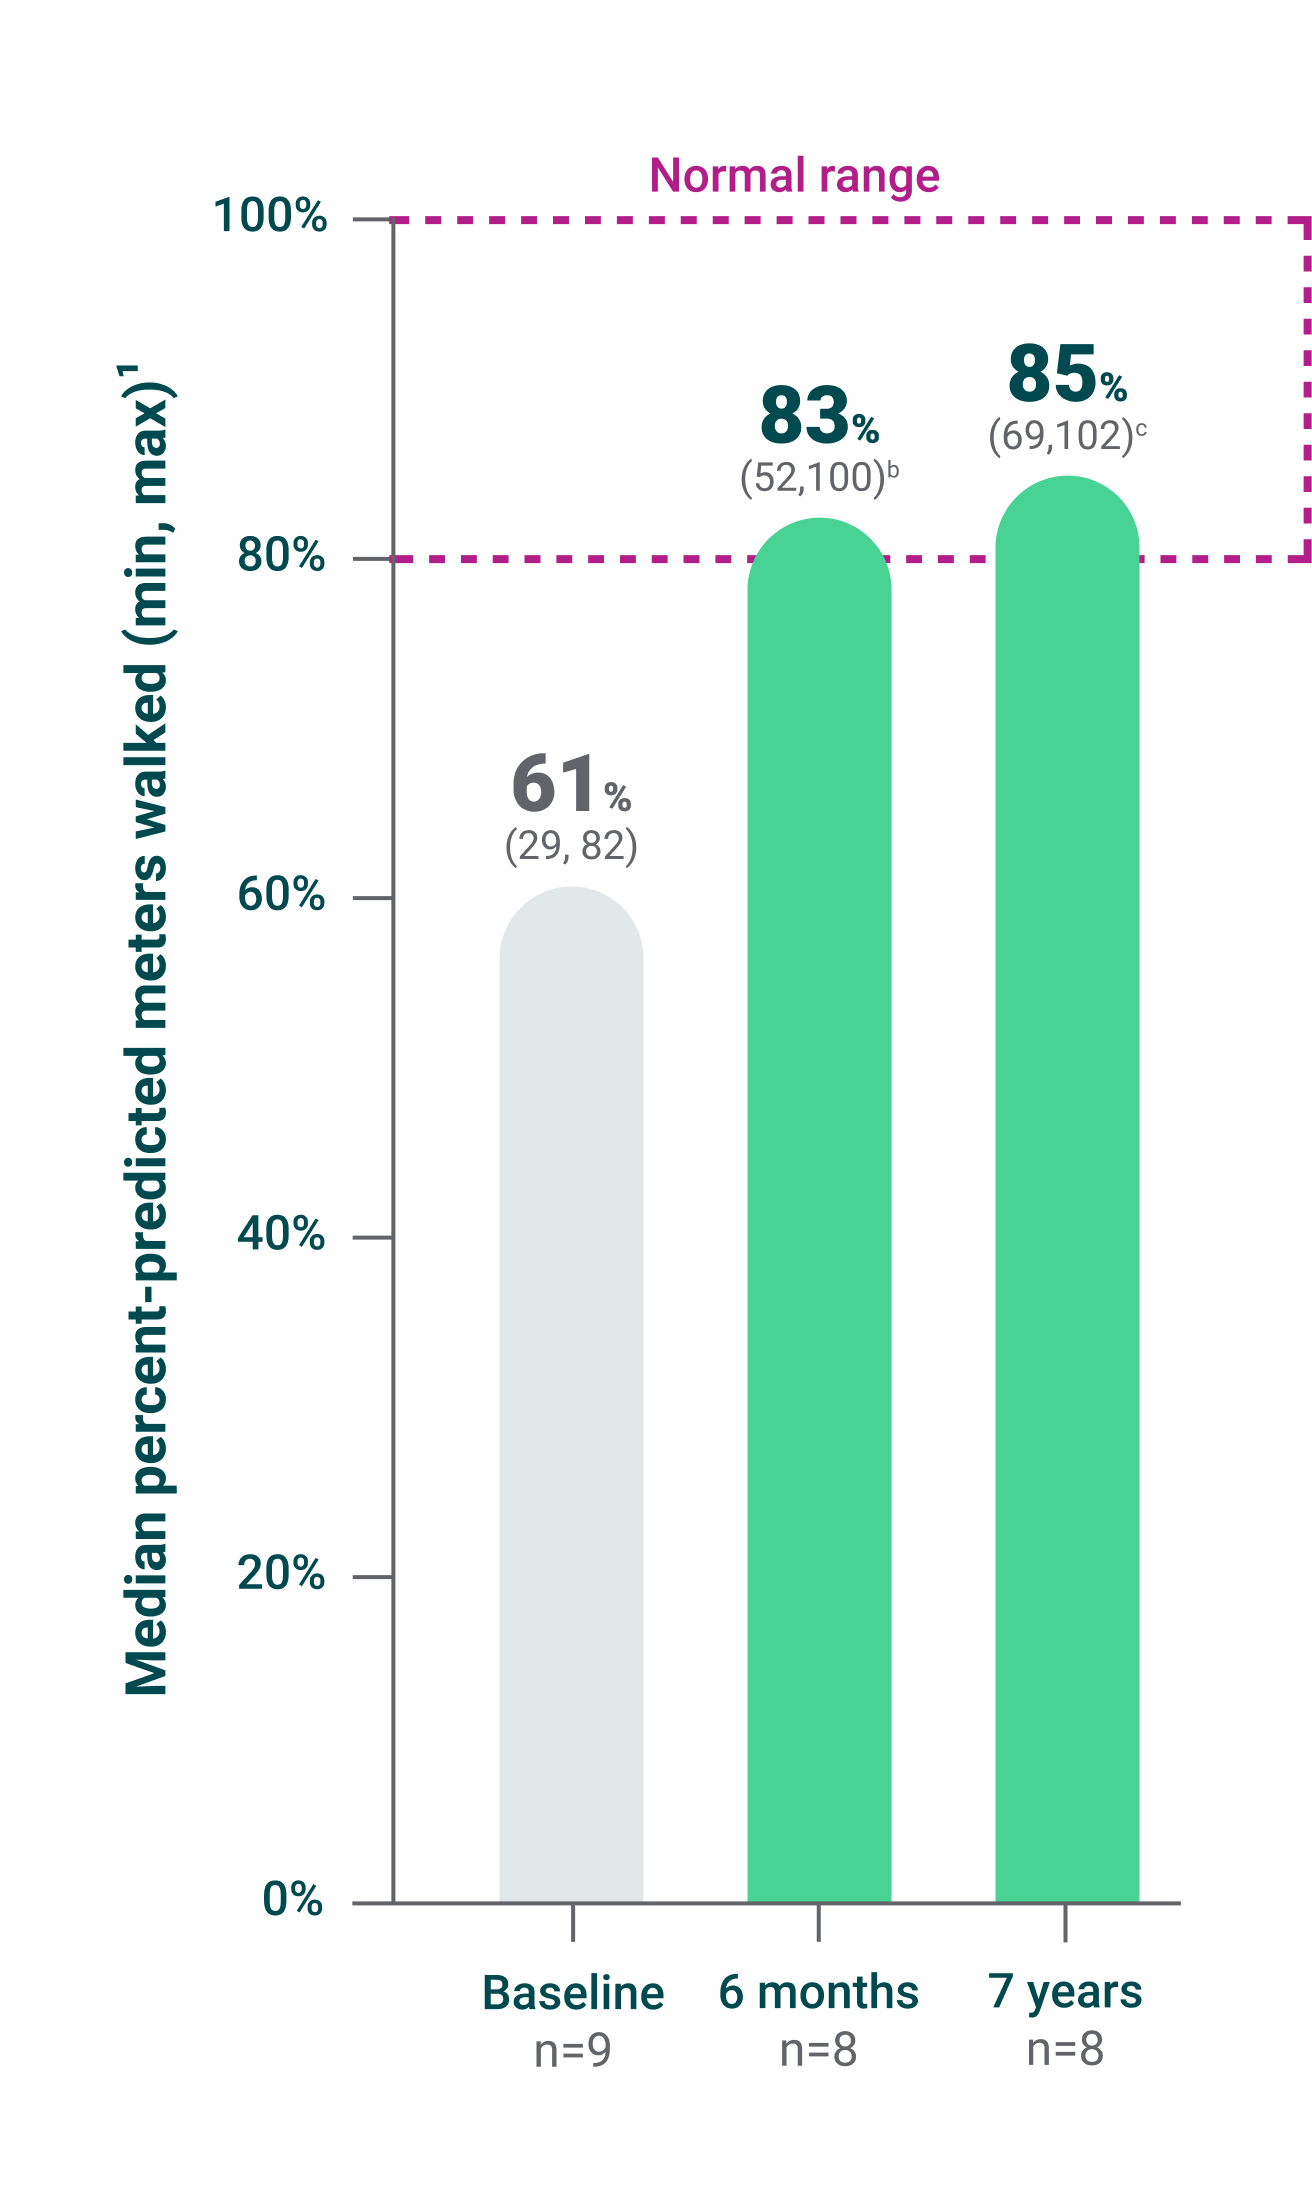 Normal range
Median percent-predicted meters walked (min, max)¹
100%
80%
60%
40%
20%
0%
61%
(29, 82)
83%
(52,100)ᵇ
85%
(69,102)ᶜ
Baseline
n=9
6 months
n=8
7 years
n=8